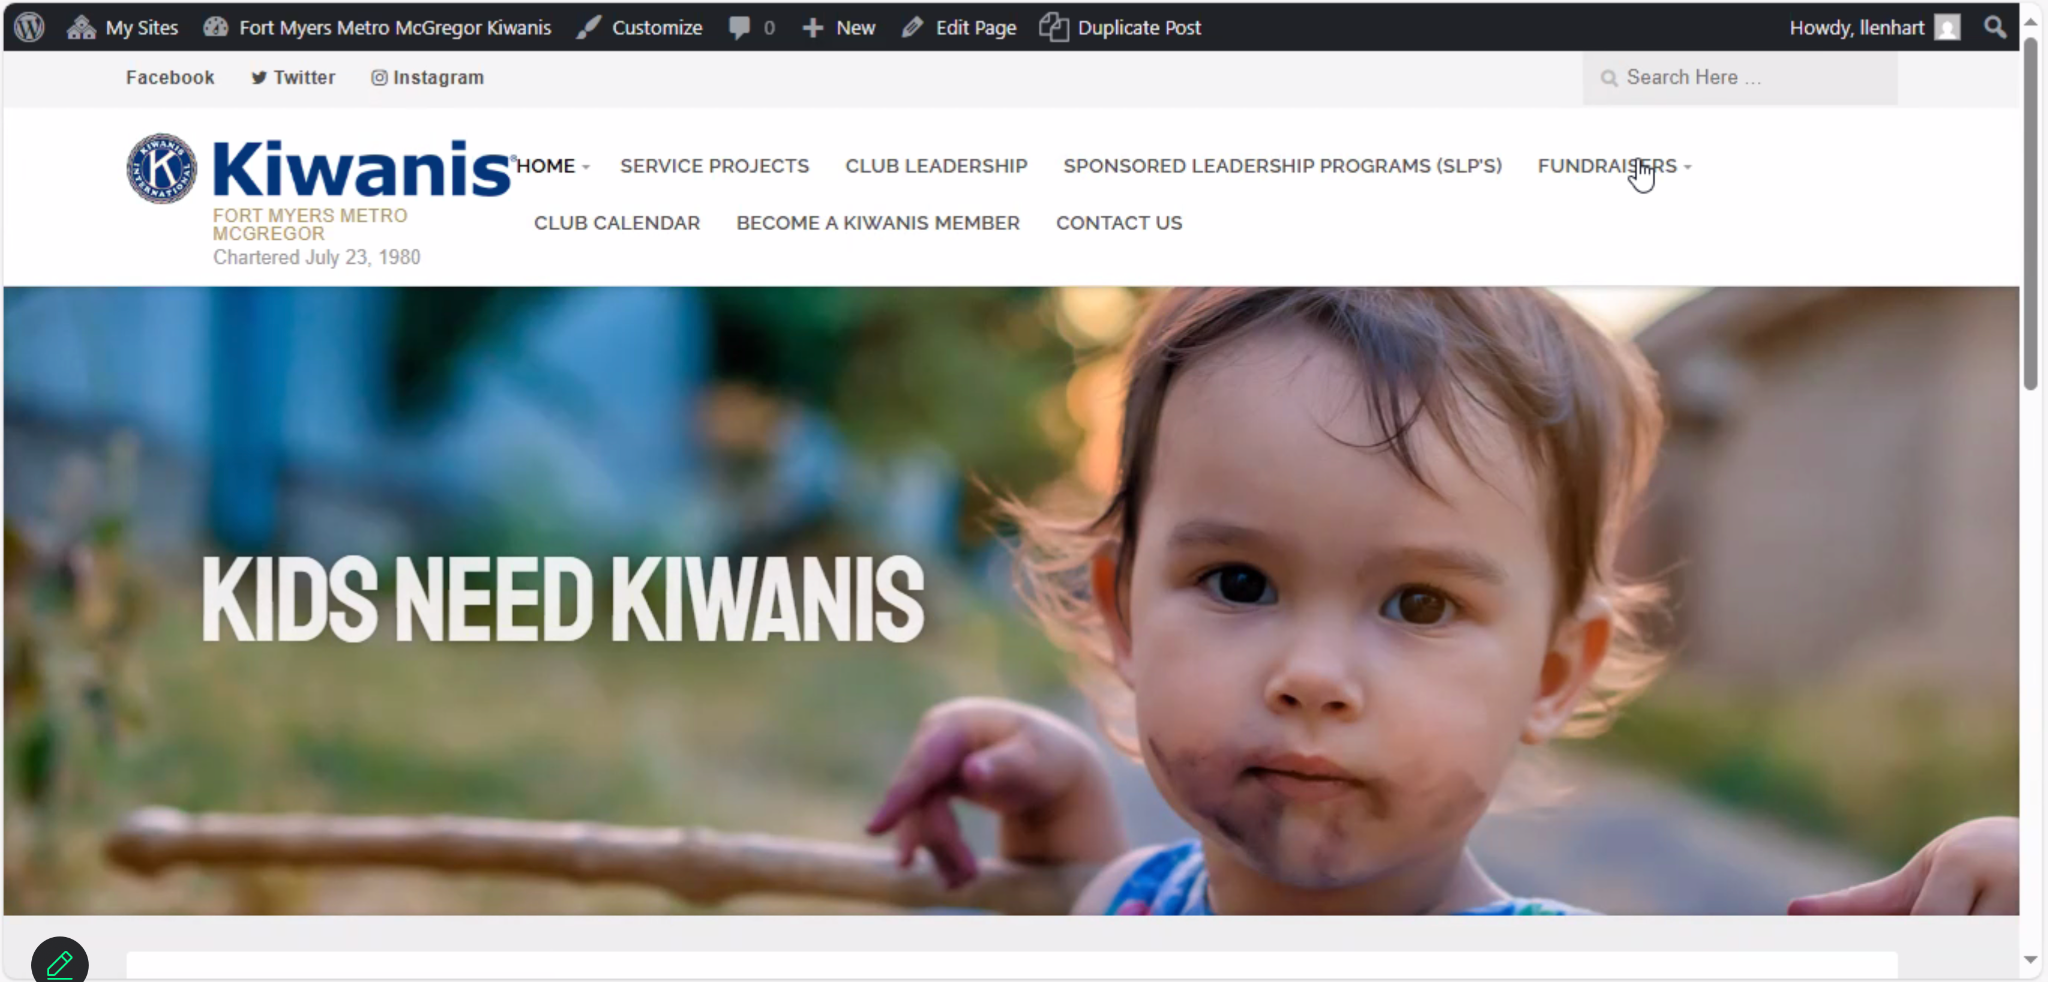 My Sites Fort Myers Metro McGregor Kiwanis Customize 0 New Edit Page Duplicate Post Howdy, llenhart
Facebook Twitter Instagram Search Here ...
KIWANIS INTERNATIONAL K
Kiwanis®
FORT MYERS METRO
MCGREGOR
Chartered July 23, 1980
HOME SERVICE PROJECTS CLUB LEADERSHIP SPONSORED LEADERSHIP PROGRAMS (SLP'S) FUNDRAISERS
CLUB CALENDAR BECOME A KIWANIS MEMBER CONTACT US
KIDS NEED KIWANIS